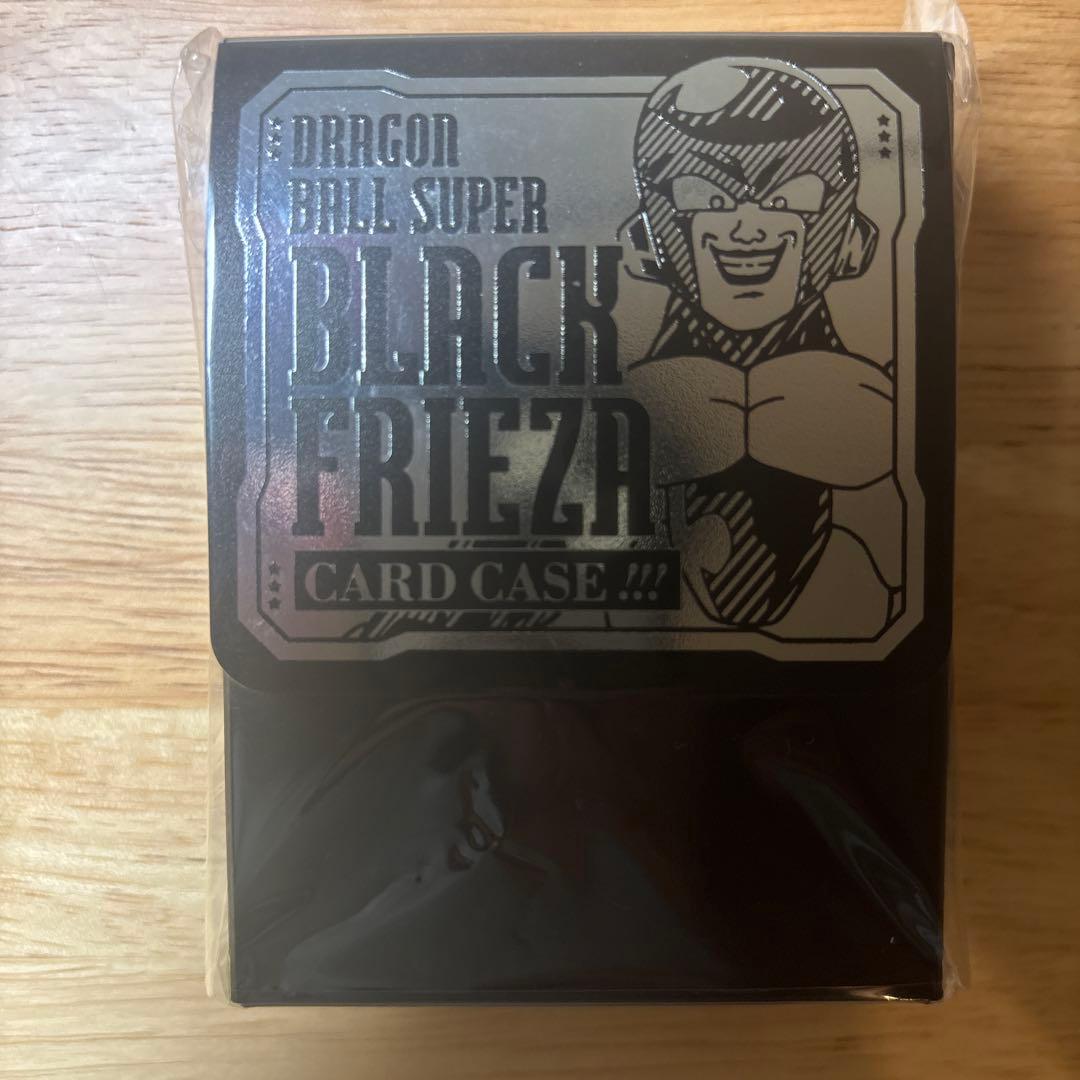 DRAGON
BALL SUPER
BLACK
FRIEZA
CARD CASE !!!